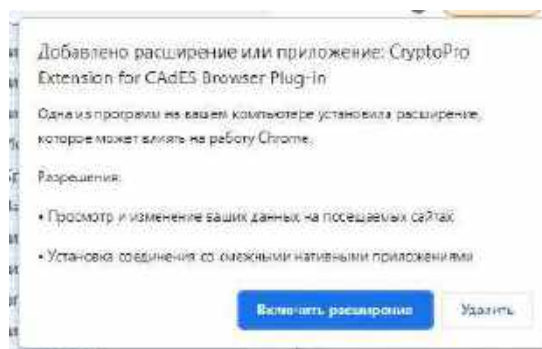 Добавлено расширение или приложение: CryptoPro
Extension for CAdES Browser Plug-in
Одна из программ на вашем компьютере установила расширение,
которое может влиять на работу Chrome.
Разрешения:
• Просмотр и изменение ваших данных на посещаемых сайтах
• Установка соединения со смежными нативными приложениями
Включить расширение
Удалить